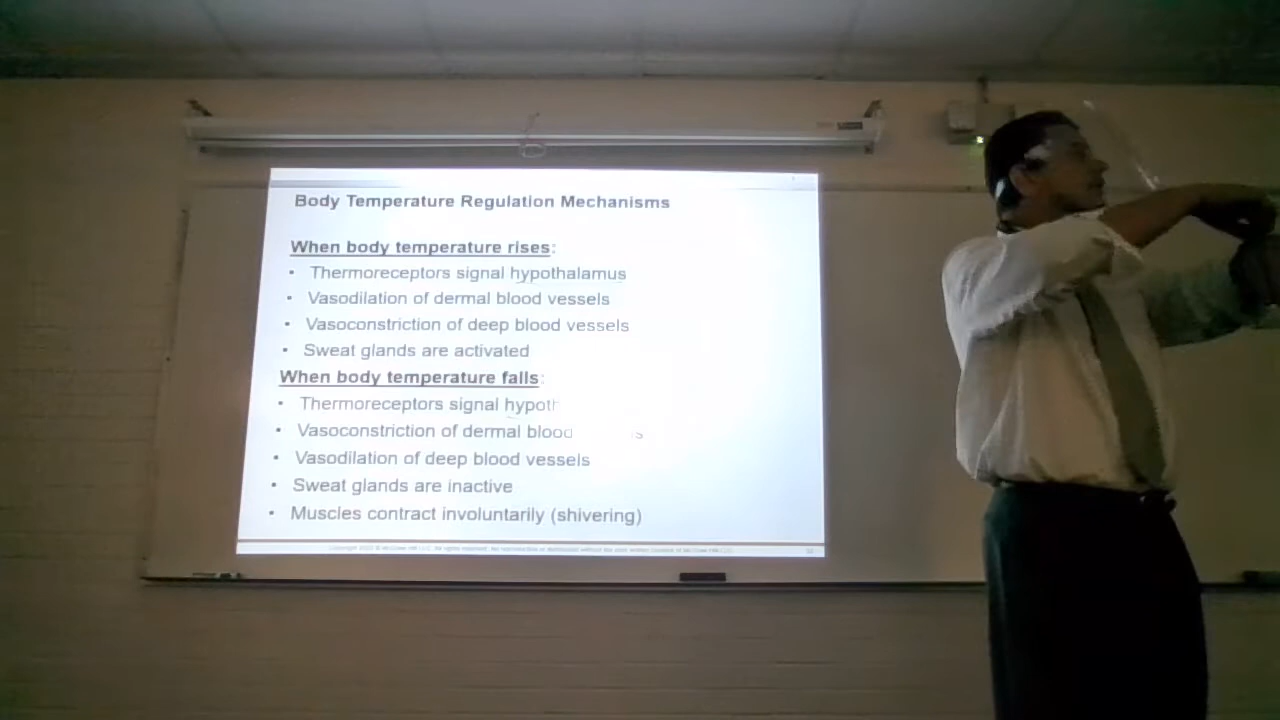 Body Temperature Regulation Mechanisms
When body temperature rises:
• Thermoreceptors signal hypothalamus
• Vasodilation of dermal blood vessels
• Vasoconstriction of deep blood vessels
• Sweat glands are activated
When body temperature falls:
• Thermoreceptors signal hypoth
• Vasoconstriction of dermal blood s
• Vasodilation of deep blood vessels
• Sweat glands are inactive
• Muscles contract involuntarily (shivering)